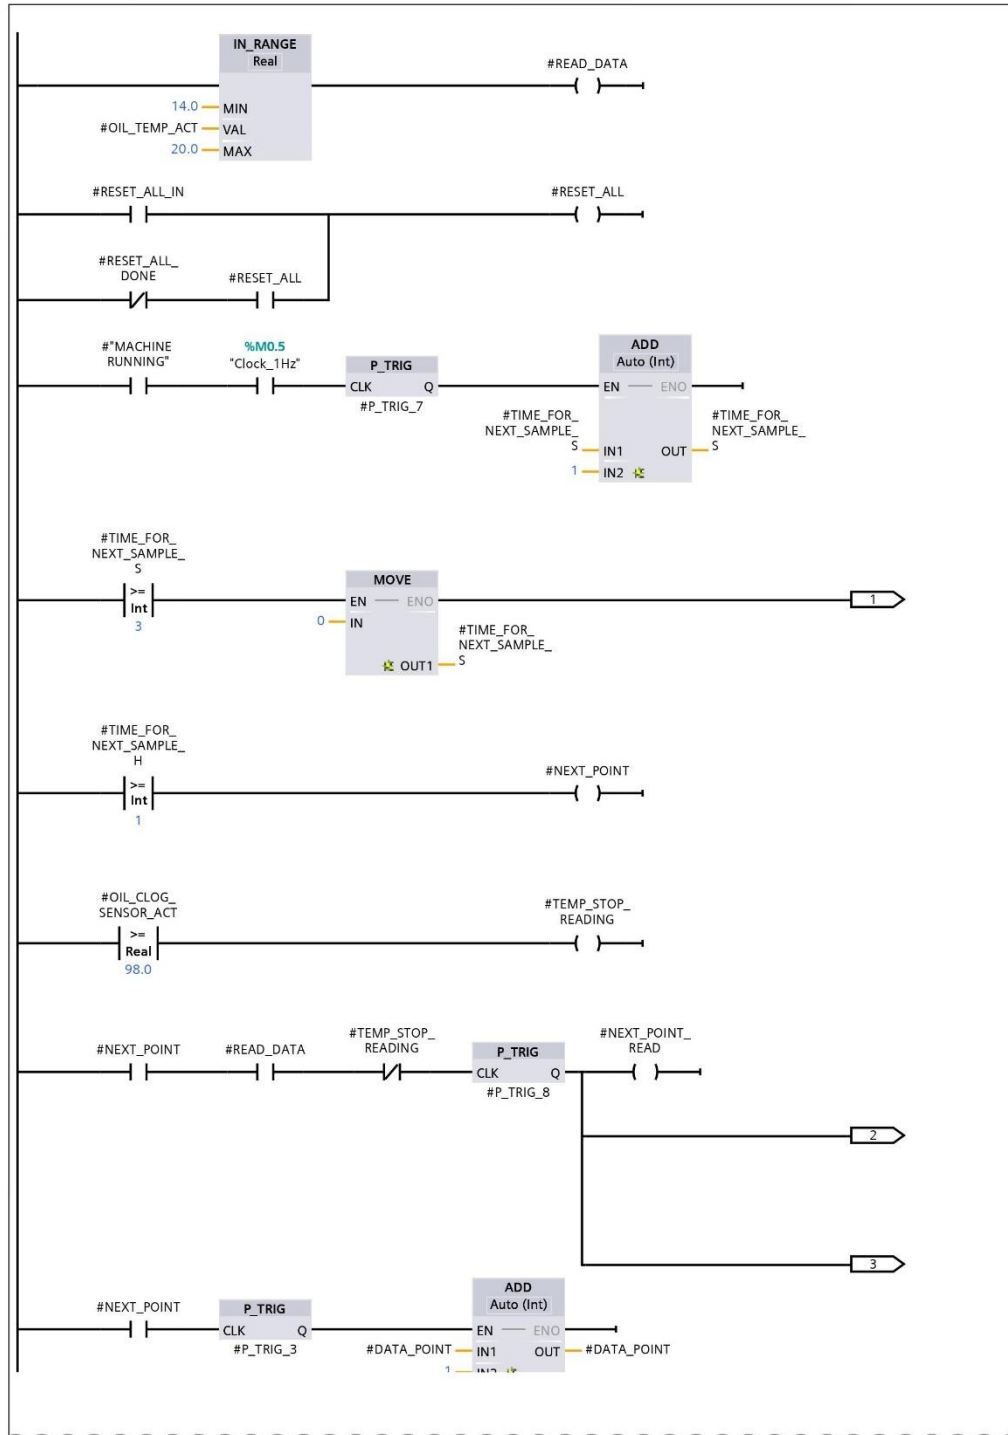 IN_RANGE
Real
#READ_DATA
14.0 MIN
#OIL_TEMP_ACT VAL
20.0 MAX
#RESET_ALL_IN
#RESET_ALL
#RESET_ALL_
DONE
#RESET_ALL
#"MACHINE
RUNNING"
%M0.5
"Clock_1Hz"
P_TRIG
CLK Q
#P_TRIG_7
ADD
Auto (Int)
EN ENO
#TIME_FOR_
NEXT_SAMPLE_
S
IN1 OUT
#TIME_FOR_
NEXT_SAMPLE_
S
1 IN2
#TIME_FOR_
NEXT_SAMPLE_
S
>=
Int
3
MOVE
EN ENO
0 IN
OUT1
#TIME_FOR_
NEXT_SAMPLE_
S
1
#TIME_FOR_
NEXT_SAMPLE_
H
>=
Int
1
#NEXT_POINT
#OIL_CLOG_
SENSOR_ACT
>=
Real
98.0
#TEMP_STOP_
READING
#NEXT_POINT
#READ_DATA
#TEMP_STOP_
READING
P_TRIG
CLK Q
#P_TRIG_8
#NEXT_POINT_
READ
2
3
#NEXT_POINT
P_TRIG
CLK Q
#P_TRIG_3
ADD
Auto (Int)
EN ENO
#DATA_POINT IN1 OUT #DATA_POINT